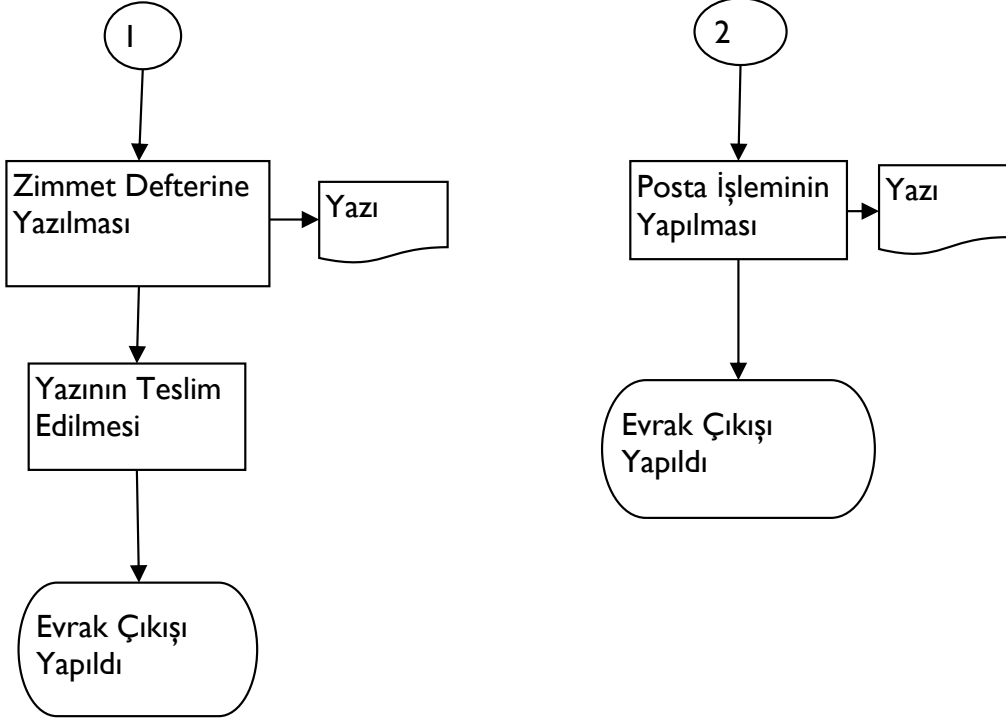 1
Zimmet Defterine
Yazılması
Yazı
Yazının Teslim
Edilmesi
Evrak Çıkışı
Yapıldı
2
Posta İşleminin
Yapılması
Yazı
Evrak Çıkışı
Yapıldı